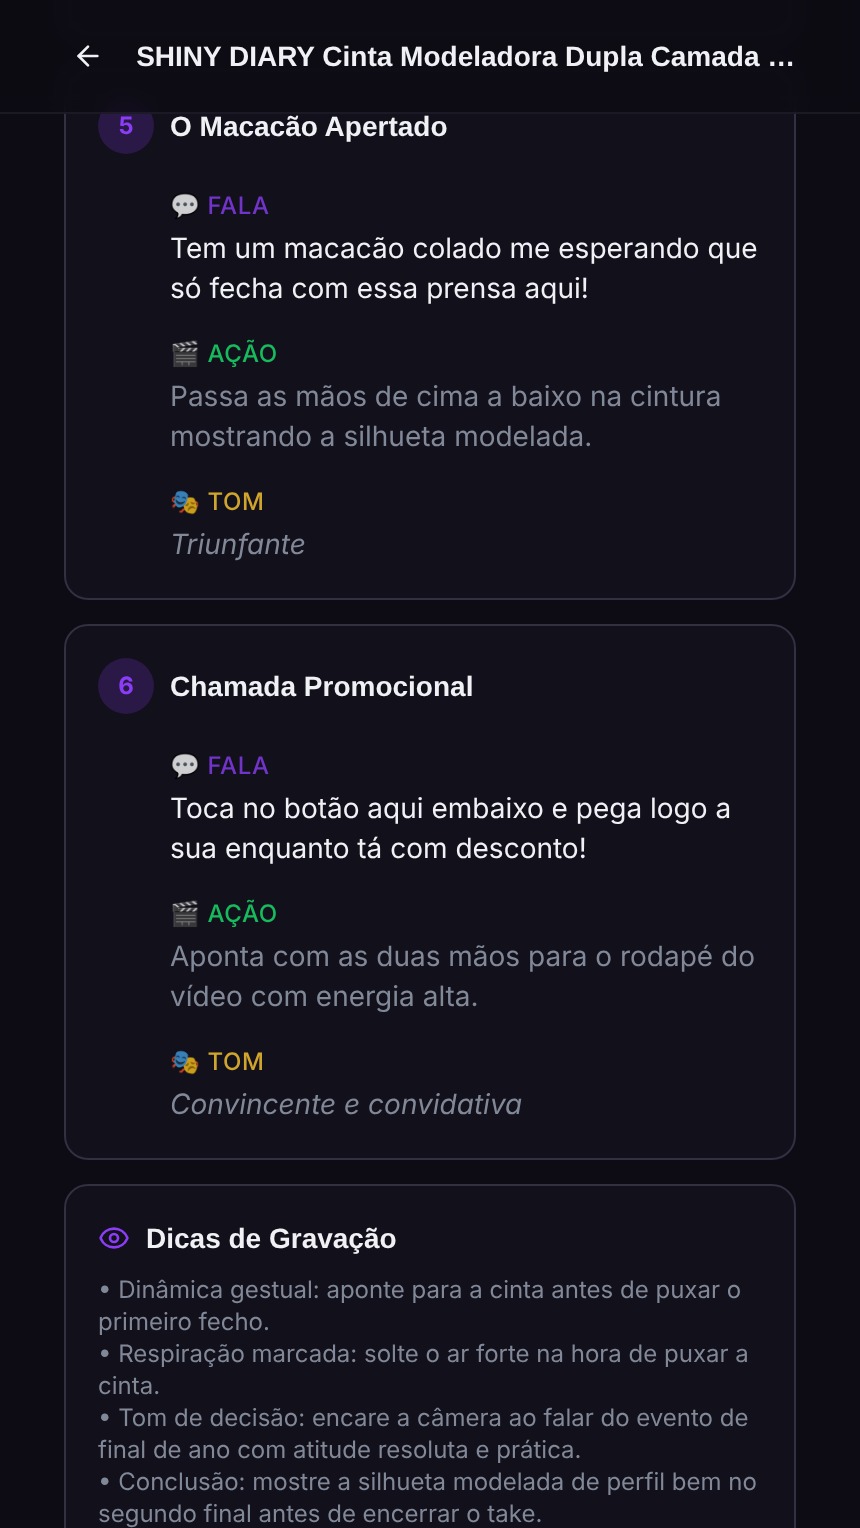 SHINY DIARY Cinta Modeladora Dupla Camada ...
5 O Macacão Apertado
💬 FALA
Tem um macacão colado me esperando que
só fecha com essa prensa aqui!
🎬 AÇÃO
Passa as mãos de cima a baixo na cintura
mostrando a silhueta modelada.
🎭 TOM
Triunfante
6 Chamada Promocional
💬 FALA
Toca no botão aqui embaixo e pega logo a
sua enquanto tá com desconto!
🎬 AÇÃO
Aponta com as duas mãos para o rodapé do
vídeo com energia alta.
🎭 TOM
Convincente e convidativa
Dicas de Gravação
• Dinâmica gestual: aponte para a cinta antes de puxar o
primeiro fecho.
• Respiração marcada: solte o ar forte na hora de puxar a
cinta.
• Tom de decisão: encare a câmera ao falar do evento de
final de ano com atitude resoluta e prática.
• Conclusão: mostre a silhueta modelada de perfil bem no
segundo final antes de encerrar o take.